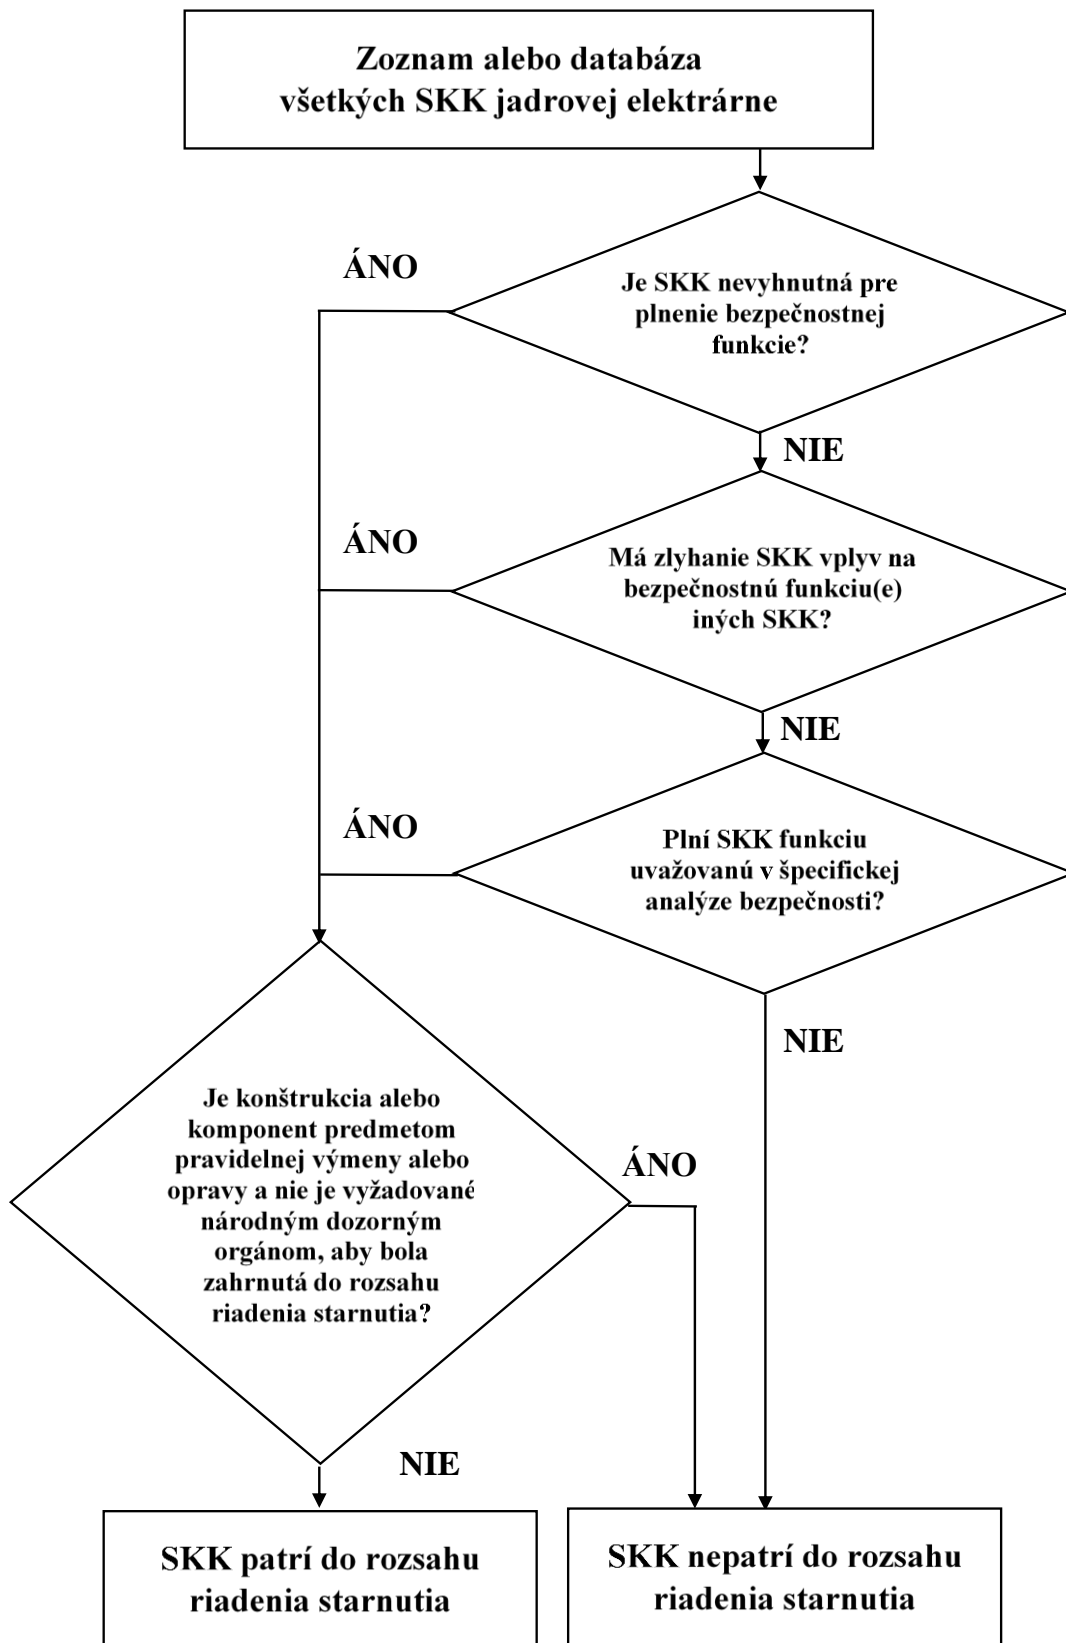 Zoznam alebo databáza
všetkých SKK jadrovej elektrárne
ÁNO
Je SKK nevyhnutná pre
plnenie bezpečnostnej
funkcie?
NIE
ÁNO
Má zlyhanie SKK vplyv na
bezpečnostnú funkciu(e)
iných SKK?
NIE
ÁNO
Plní SKK funkciu
uvažovanú v špecifickej
analýze bezpečnosti?
NIE
Je konštrukcia alebo
komponent predmetom
pravidelnej výmeny alebo
opravy a nie je vyžadované
národným dozorným
orgánom, aby bola
zahrnutá do rozsahu
riadenia starnutia?
ÁNO
NIE
SKK patrí do rozsahu
riadenia starnutia
SKK nepatrí do rozsahu
riadenia starnutia